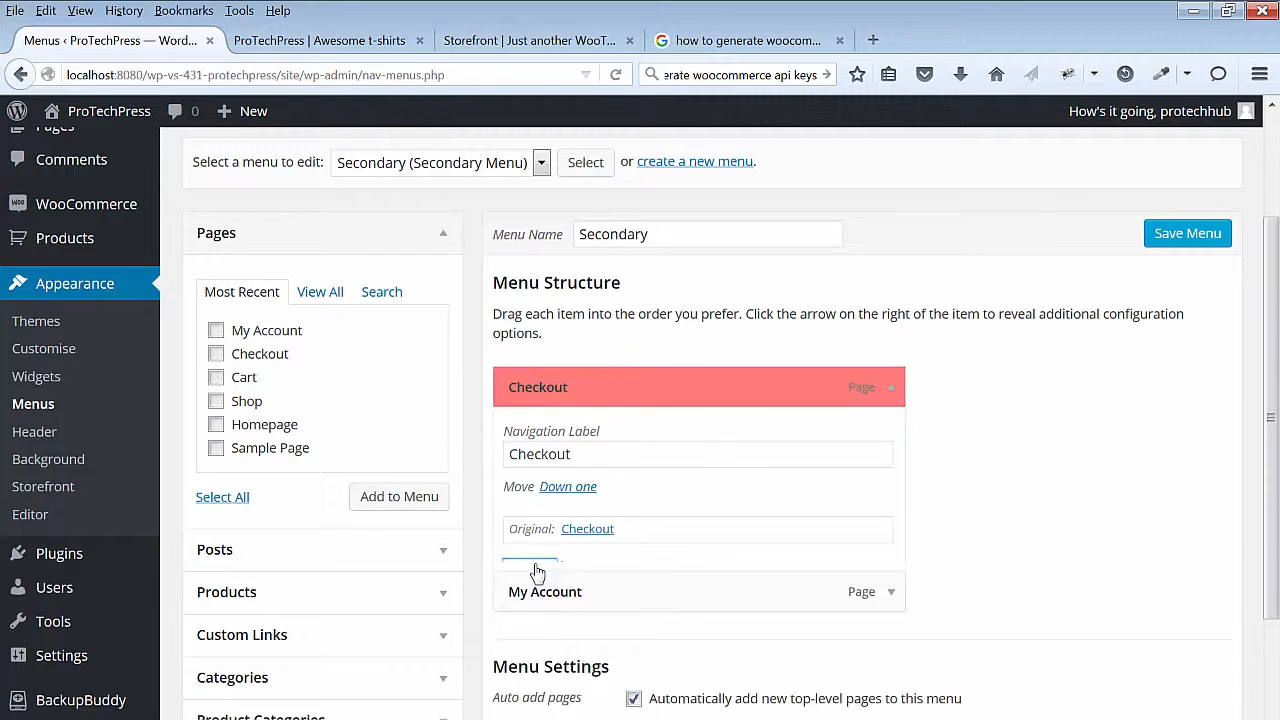 File Edit View History Bookmarks Tools Help
Menus ‹ ProTechPress — Word... × ProTechPress | Awesome t-shirts × Storefront | Just another WooT... × how to generate woocom... × +
localhost:8080/wp-vs-431-protechpress/site/wp-admin/nav-menus.php erate woocommerce api keys
ProTechPress 0 + New How's it going, protechhub
Pages
Comments
WooCommerce
Products
Appearance
Themes
Customise
Widgets
Menus
Header
Background
Storefront
Editor
Plugins
Users
Tools
Settings
BackupBuddy
Select a menu to edit: Secondary (Secondary Menu) Select or create a new menu.
Pages
Most Recent View All Search
My Account
Checkout
Cart
Shop
Homepage
Sample Page
Select All Add to Menu
Posts
Products
Custom Links
Categories
Product Categories
Menu Name Secondary Save Menu
Menu Structure
Drag each item into the order you prefer. Click the arrow on the right of the item to reveal additional configuration
options.
Checkout Page
Navigation Label
Checkout
Move Down one
Original: Checkout
My Account Page
Menu Settings
Auto add pages Automatically add new top-level pages to this menu